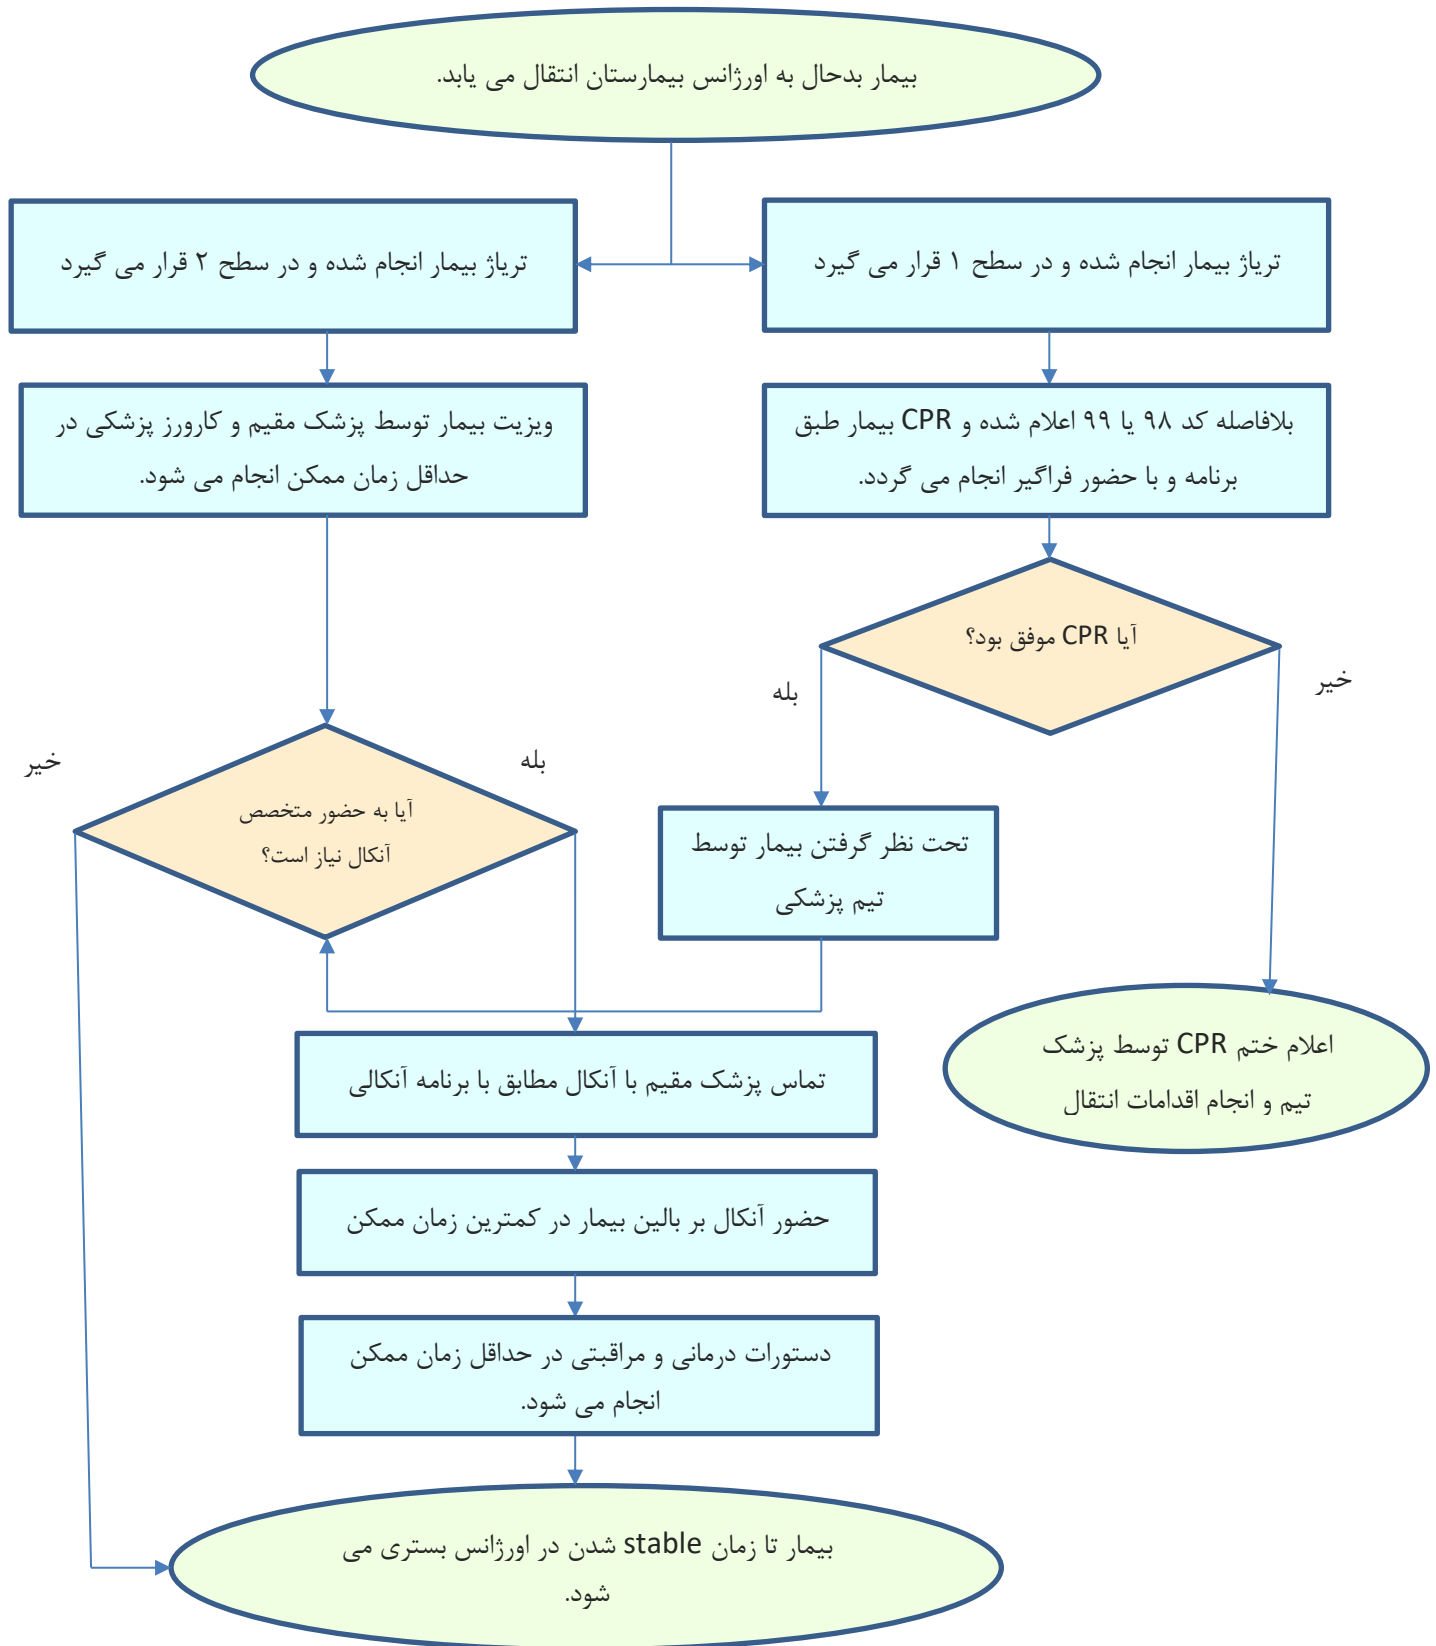 بیمار بدحال به اورژانس بیمارستان انتقال می یابد.
تریاژ بیمار انجام شده و در سطح ۱ قرار می گیرد
تریاژ بیمار انجام شده و در سطح ۲ قرار می گیرد
بلافاصله کد ۹۸ یا ۹۹ اعلام شده و CPR بیمار طبق
برنامه و با حضور فراگیر انجام می گردد.
ویزیت بیمار توسط پزشک مقیم و کارورز پزشکی در
حداقل زمان ممکن انجام می شود.
آیا CPR موفق بود؟
خیر
بله
بله
خیر
آیا به حضور متخصص
آنکال نیاز است؟
تحت نظر گرفتن بیمار توسط
تیم پزشکی
اعلام ختم CPR توسط پزشک
تیم و انجام اقدامات انتقال
تماس پزشک مقیم با آنکال مطابق با برنامه آنکالی
حضور آنکال بر بالین بیمار در کمترین زمان ممکن
دستورات درمانی و مراقبتی در حداقل زمان ممکن
انجام می شود.
بیمار تا زمان stable شدن در اورژانس بستری می
شود.